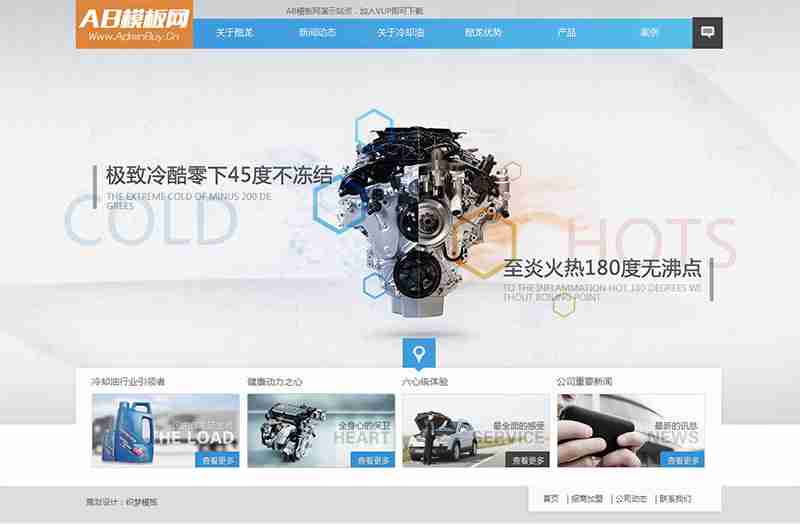 AB模板网
Www.AdminBuy.Cn
AB模板网演示站点，加入VIP即可下载
关于酷龙 新闻动态 关于冷却油 酷龙优势 产品 案例
极致冷酷零下45度不冻结
THE EXTREME COLD OF MINUS 200 DE
GREES
COLD
HOTS
至炎火热180度无沸点
TO THE INFLAMMATION HOT 180 DEGREES WI
THOUT BOILING POINT
冷却油行业引领者 健康动力之心 六心级体验 公司重要新闻
THE LOAD
查看更多
全身心的保卫
HEART
查看更多
最全面的感受
SERVICE
查看更多
最新的讯息
NEWS
查看更多
策划设计：织梦模板
首页 | 招商加盟 | 公司动态 | 联系我们